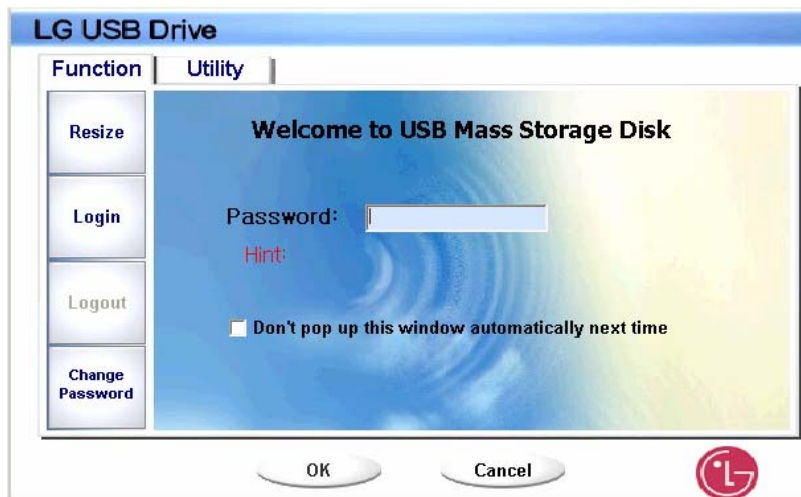 LG USB Drive
Function Utility
Resize
Login
Logout
Change
Password
Welcome to USB Mass Storage Disk
Password:
Hint:
Don't pop up this window automatically next time
OK Cancel